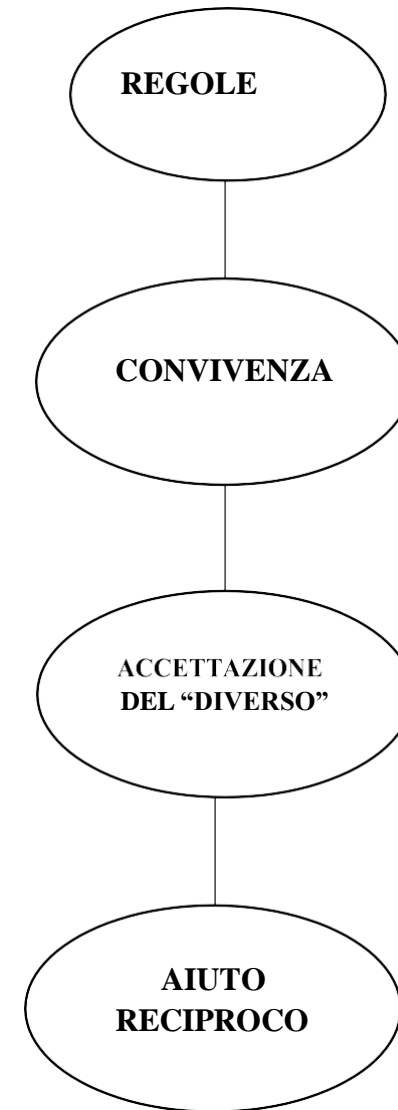 REGOLE
CONVIVENZA
ACCETTAZIONE
DEL “DIVERSO”
AIUTO
RECIPROCO